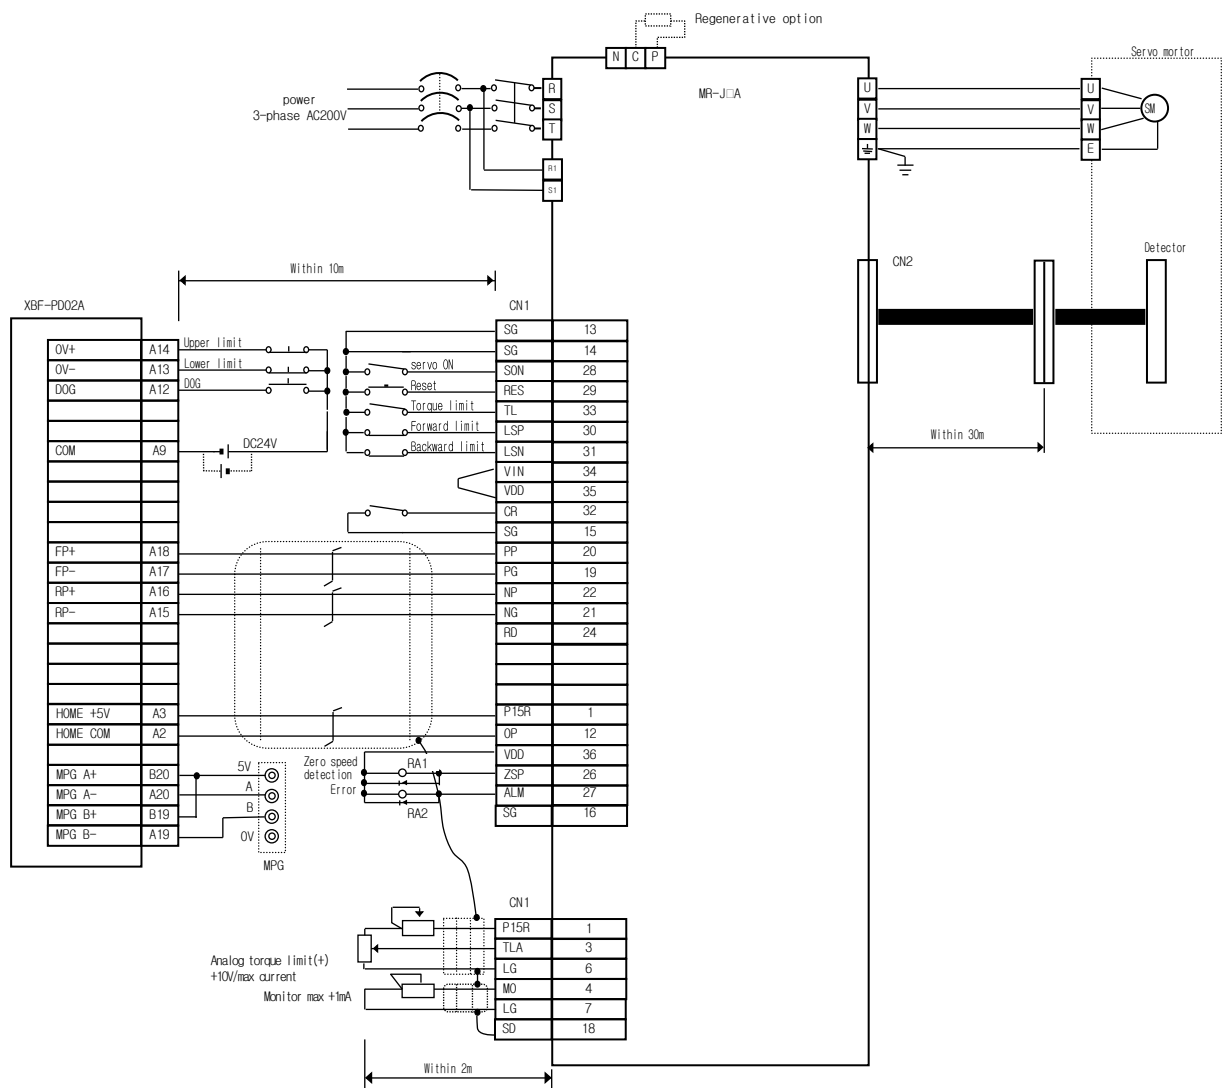 Regenerative option
N C P
Servo mortor
power
3-phase AC200V
R
S
T
R1
S1
MR-J□A
U
V
W
U
V
W
E
SM
CN2
Detector
Within 10m
Within 30m
XBF-PD02A
CN1
OV+ A14 Upper limit
OV- A13 Lower limit
DOG A12 DOG
COM A9 DC24V
FP+ A18
FP- A17
RP+ A16
RP- A15
HOME +5V A3
HOME COM A2
MPG A+ B20
MPG A- A20
MPG B+ B19
MPG B- A19
5V
A
B
0V
MPG
SG 13
SG 14
servo ON SON 28
Reset RES 29
Torque limit TL 33
Forward limit LSP 30
Backward limit LSN 31
VIN 34
VDD 35
CR 32
SG 15
PP 20
PG 19
NP 22
NG 21
RD 24
P15R 1
OP 12
VDD 36
ZSP 26
ALM 27
SG 16
Zero speed
detection
Error
RA1
RA2
CN1
P15R 1
TLA 3
LG 6
MO 4
LG 7
SD 18
Analog torque limit(+)
+10V/max current
Monitor max +1mA
Within 2m